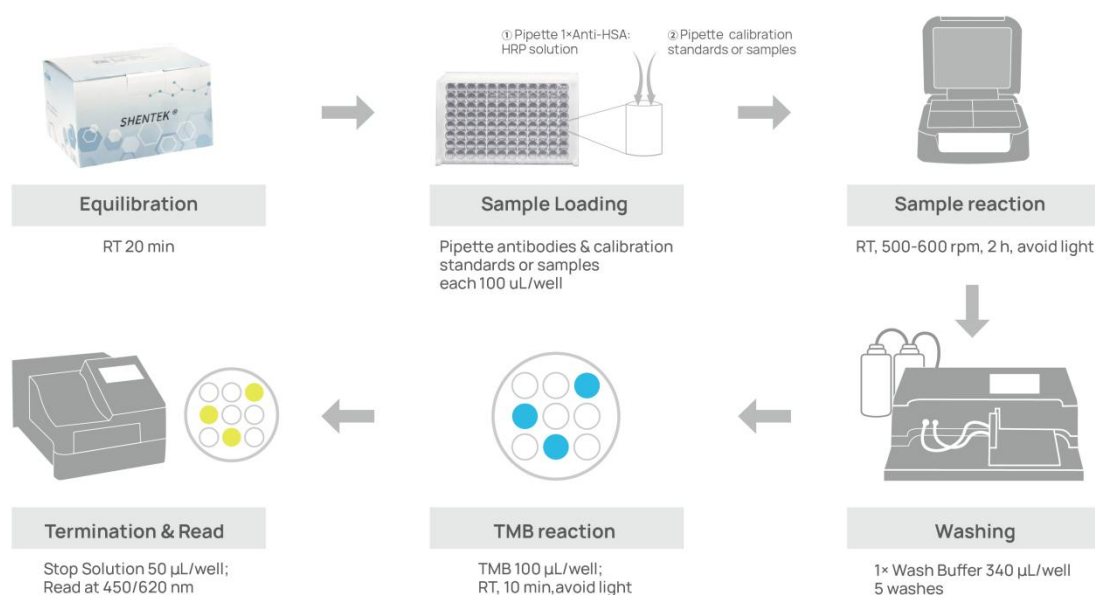 ① Pipette 1×Anti-HSA:
HRP solution
② Pipette calibration
standards or samples
SHENTEK ®
Equilibration
RT 20 min
Sample Loading
Pipette antibodies & calibration
standards or samples
each 100 uL/well
Sample reaction
RT, 500-600 rpm, 2 h, avoid light
Termination & Read
Stop Solution 50 μL/well;
Read at 450/620 nm
TMB reaction
TMB 100 μL/well;
RT, 10 min,avoid light
Washing
1× Wash Buffer 340 μL/well
5 washes